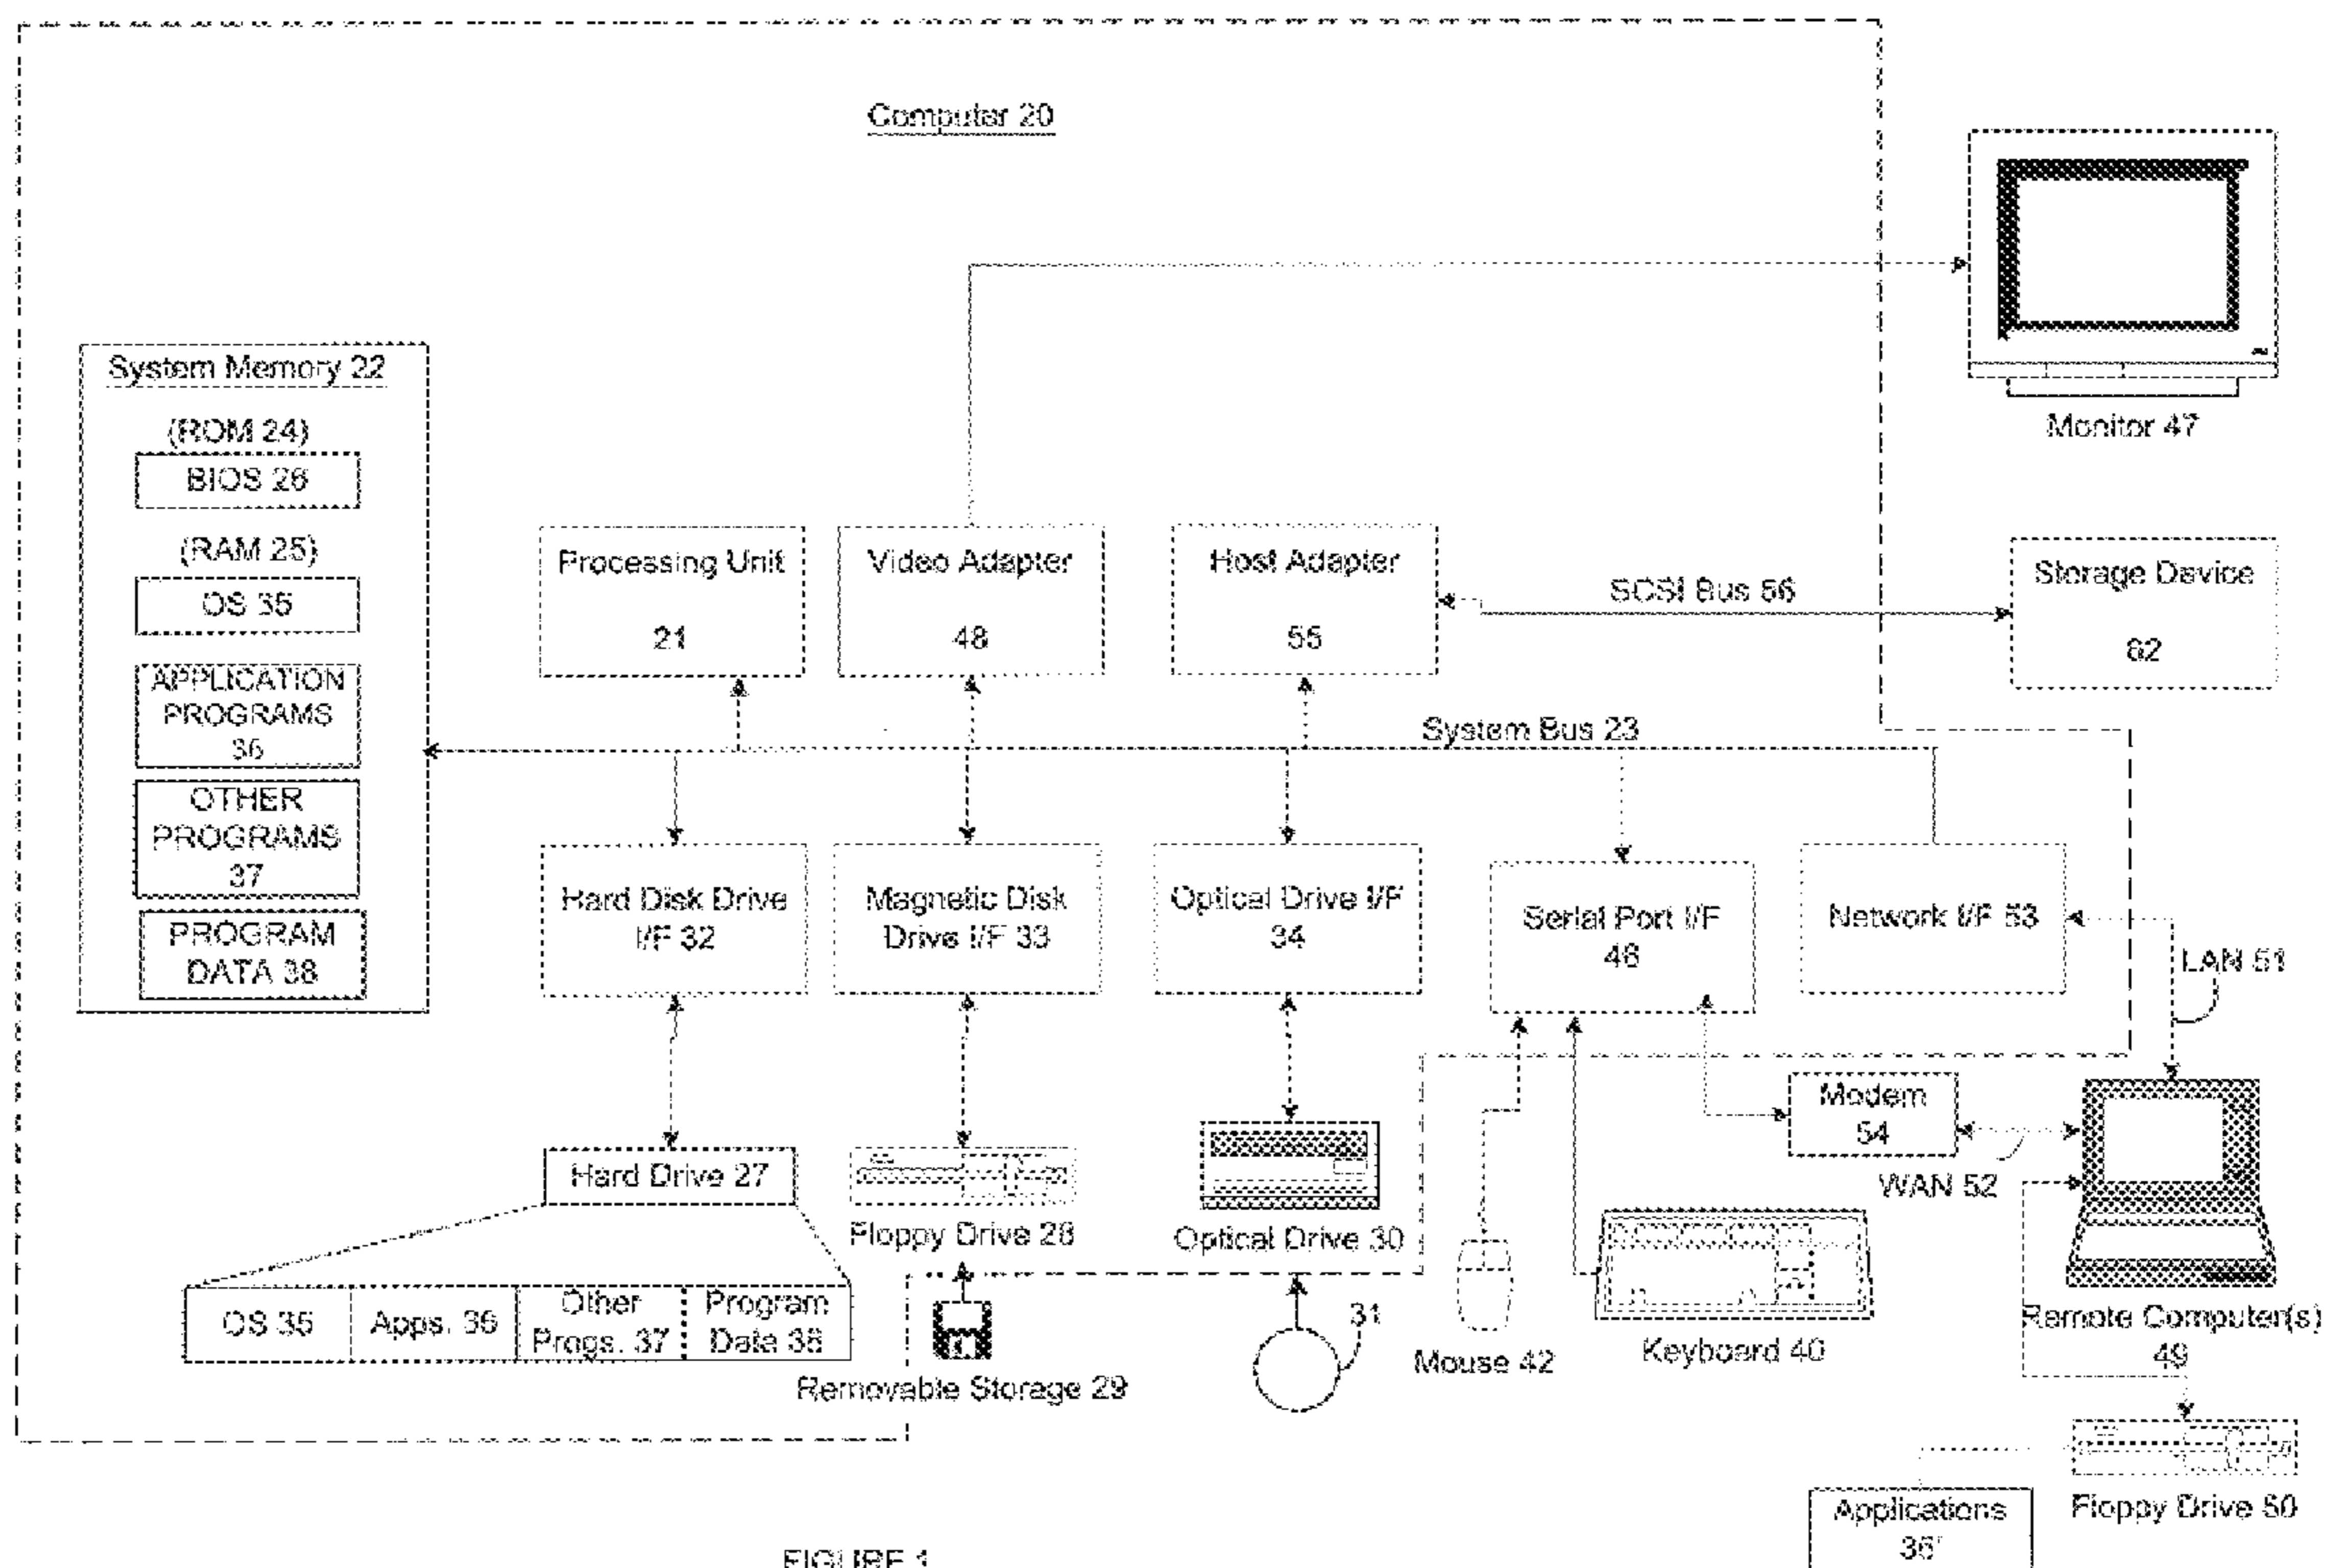 Computer 20
Monitor 47
System Memory 22
(ROM 24)
BIOS 26
(RAM 25)
OS 35
APPLICATION
PROGRAMS
36
OTHER
PROGRAMS
37
PROGRAM
DATA 38
Processing Unit
21
Video Adapter
48
Host Adapter
55
SCSI Bus 56
Storage Device
62
System Bus 23
Hard Disk Drive
I/F 32
Magnetic Disk
Drive I/F 33
Optical Drive I/F
34
Serial Port I/F
46
Network I/F 53
LAN 51
Modem
54
WAN 52
Hard Drive 27
Floppy Drive 28
Optical Drive 30
OS 35
Apps. 36
Other
Progs. 37
Program
Data 38
Removable Storage 29
31
Mouse 42
Keyboard 40
Remote Computer(s)
49
Floppy Drive 50
Applications
36'
FIGURE 1